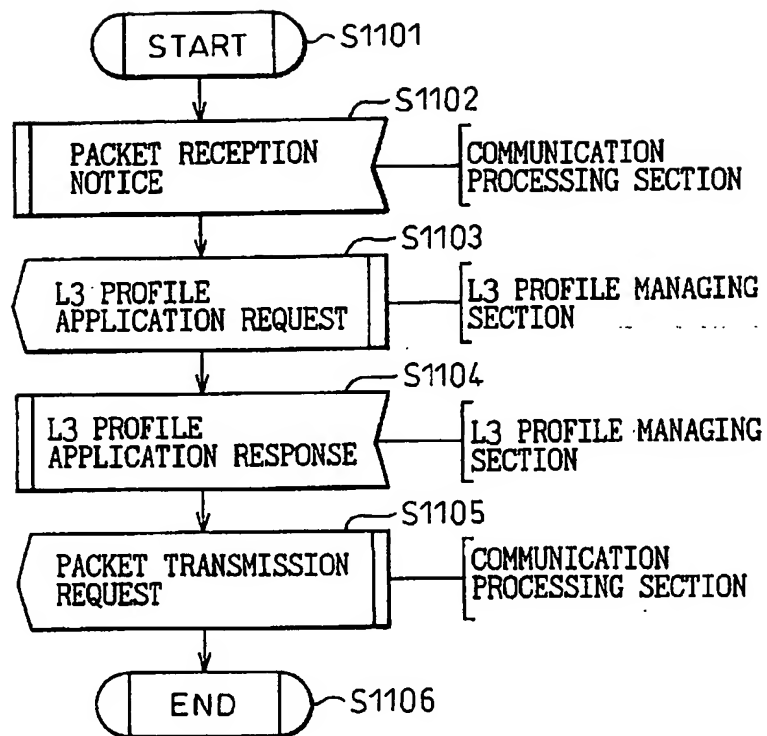 START
S1101
S1102
PACKET RECEPTION
NOTICE
COMMUNICATION
PROCESSING SECTION
S1103
L3 PROFILE
APPLICATION REQUEST
L3 PROFILE MANAGING
SECTION
S1104
L3 PROFILE
APPLICATION RESPONSE
L3 PROFILE MANAGING
SECTION
S1105
PACKET TRANSMISSION
REQUEST
COMMUNICATION
PROCESSING SECTION
END
S1106